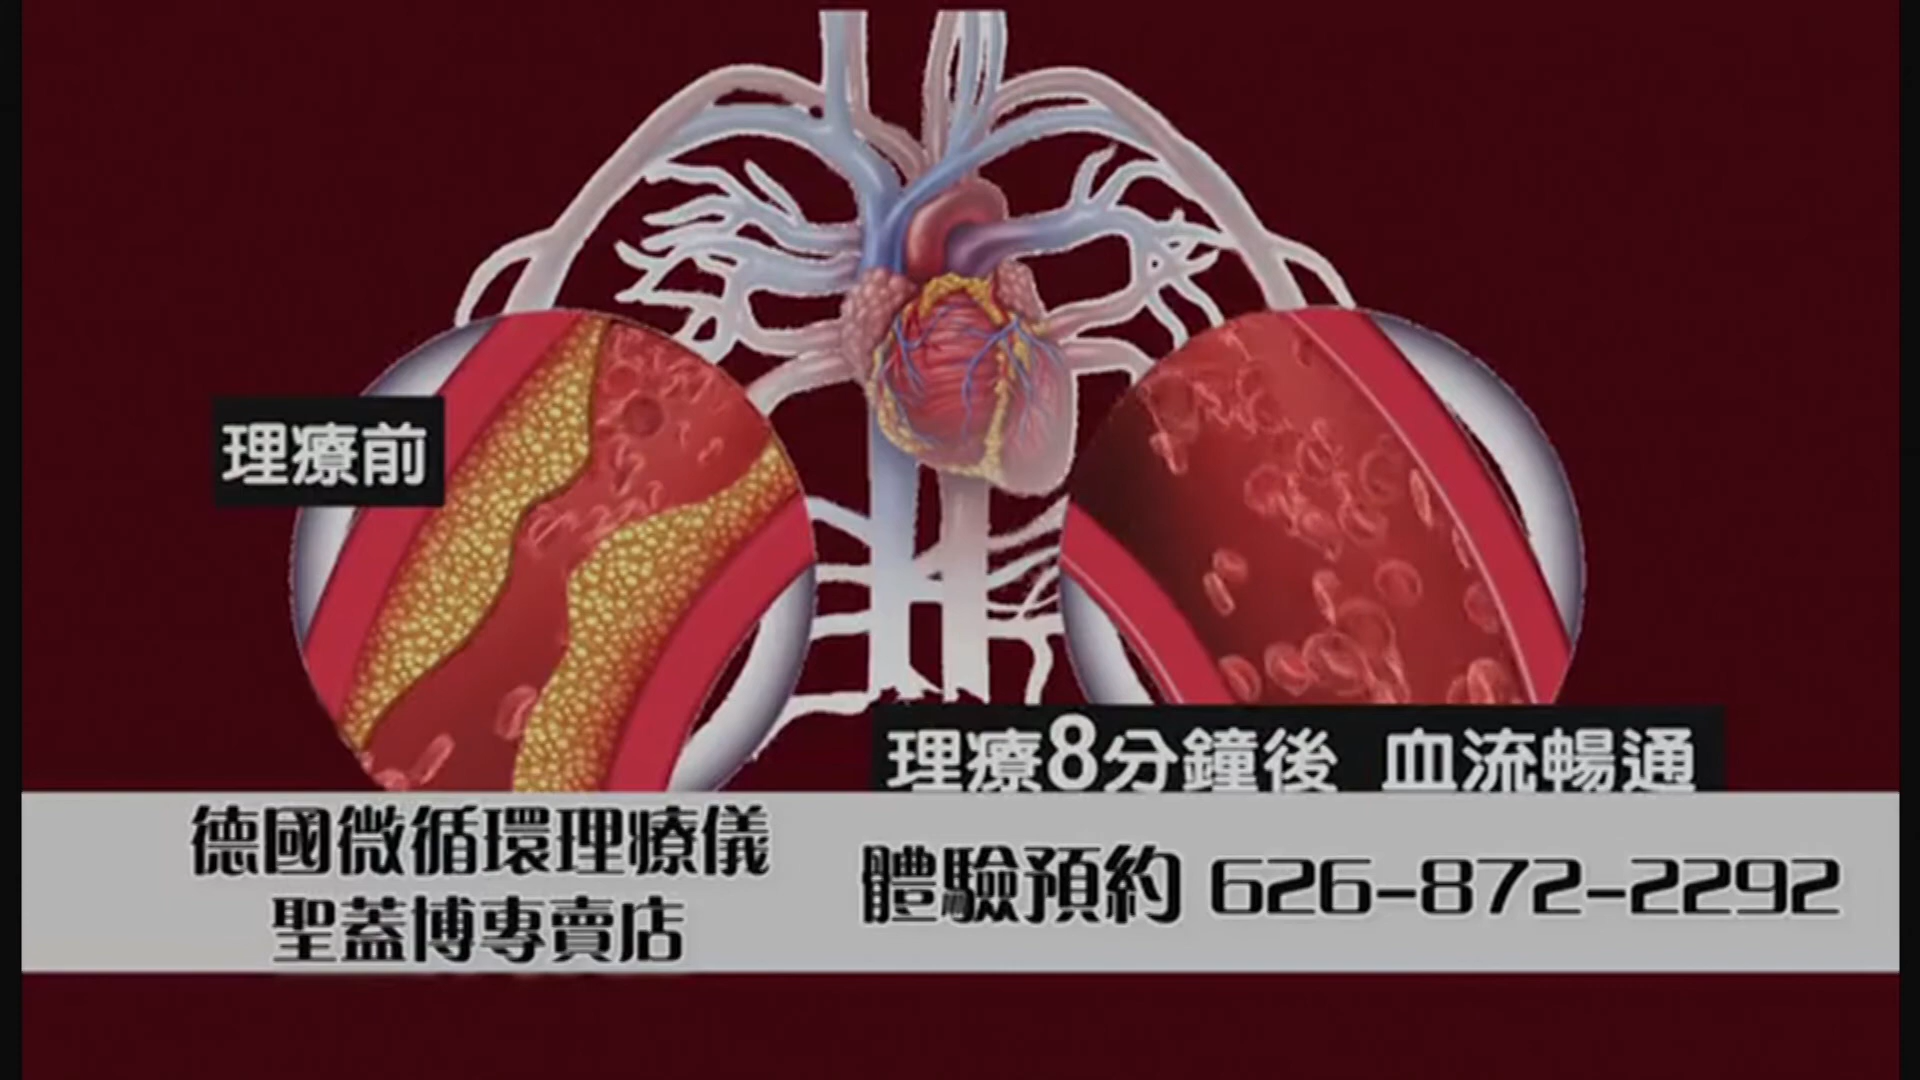 理療前
理療8分鐘後 血流暢通
德國微循環理療儀
聖蓋博專賣店
體驗預約 626-872-2292